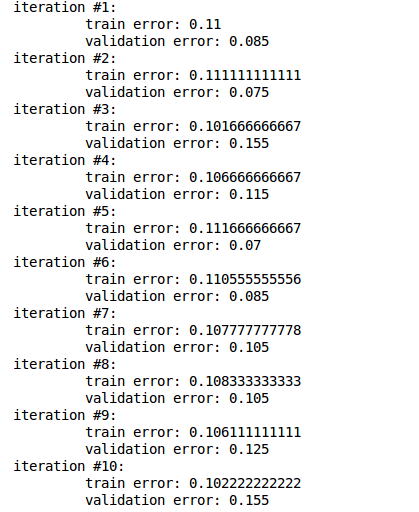 iteration #1:
train error: 0.11
validation error: 0.085
iteration #2:
train error: 0.111111111111
validation error: 0.075
iteration #3:
train error: 0.101666666667
validation error: 0.155
iteration #4:
train error: 0.106666666667
validation error: 0.115
iteration #5:
train error: 0.111666666667
validation error: 0.07
iteration #6:
train error: 0.110555555556
validation error: 0.085
iteration #7:
train error: 0.107777777778
validation error: 0.105
iteration #8:
train error: 0.108333333333
validation error: 0.105
iteration #9:
train error: 0.106111111111
validation error: 0.125
iteration #10:
train error: 0.102222222222
validation error: 0.155